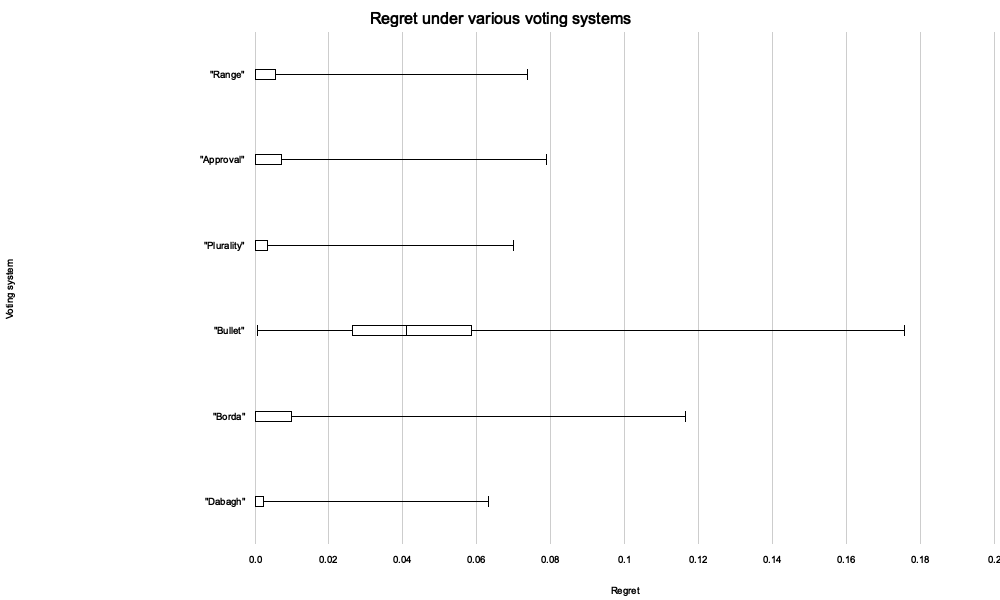 Regret under various voting systems
"Range"
"Approval"
"Plurality"
Voting system
"Bullet"
"Borda"
"Dabagh"
0.0 0.02 0.04 0.06 0.08 0.1 0.12 0.14 0.16 0.18 0.2
Regret